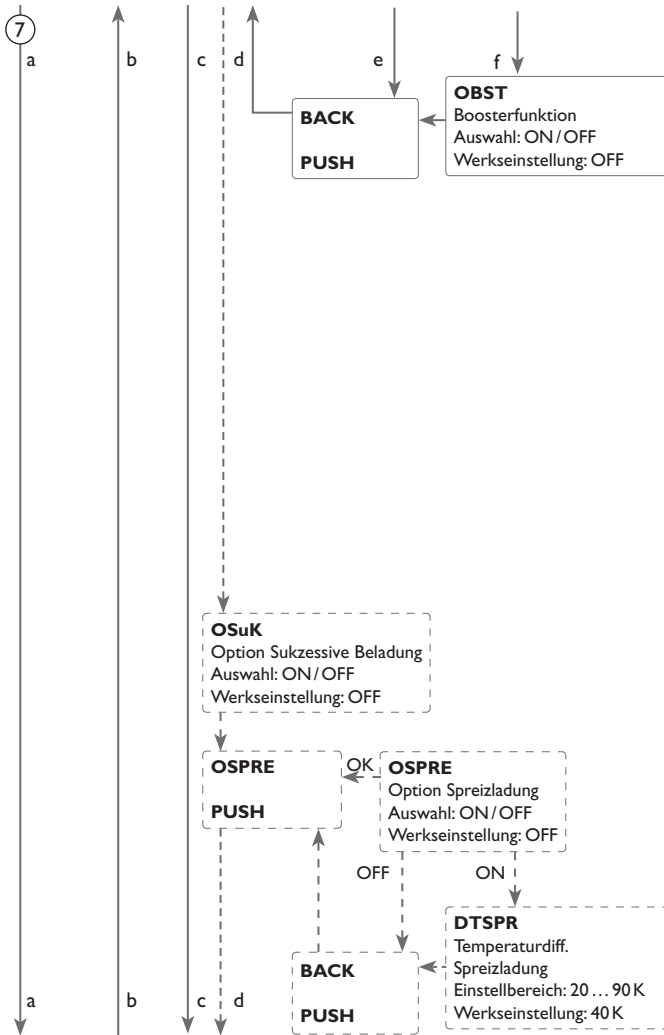 7
a b c d e f
OBST
Boosterfunktion
Auswahl: ON / OFF
Werkseinstellung: OFF
BACK
PUSH
OSuK
Option Sukzessive Beladung
Auswahl: ON / OFF
Werkseinstellung: OFF
OSPRE
PUSH
OK
OSPRE
Option Spreizladung
Auswahl: ON / OFF
Werkseinstellung: OFF
OFF ON
DTSPR
Temperaturdiff.
Spreizladung
Einstellbereich: 20 … 90 K
Werkseinstellung: 40 K
BACK
PUSH
a b c d